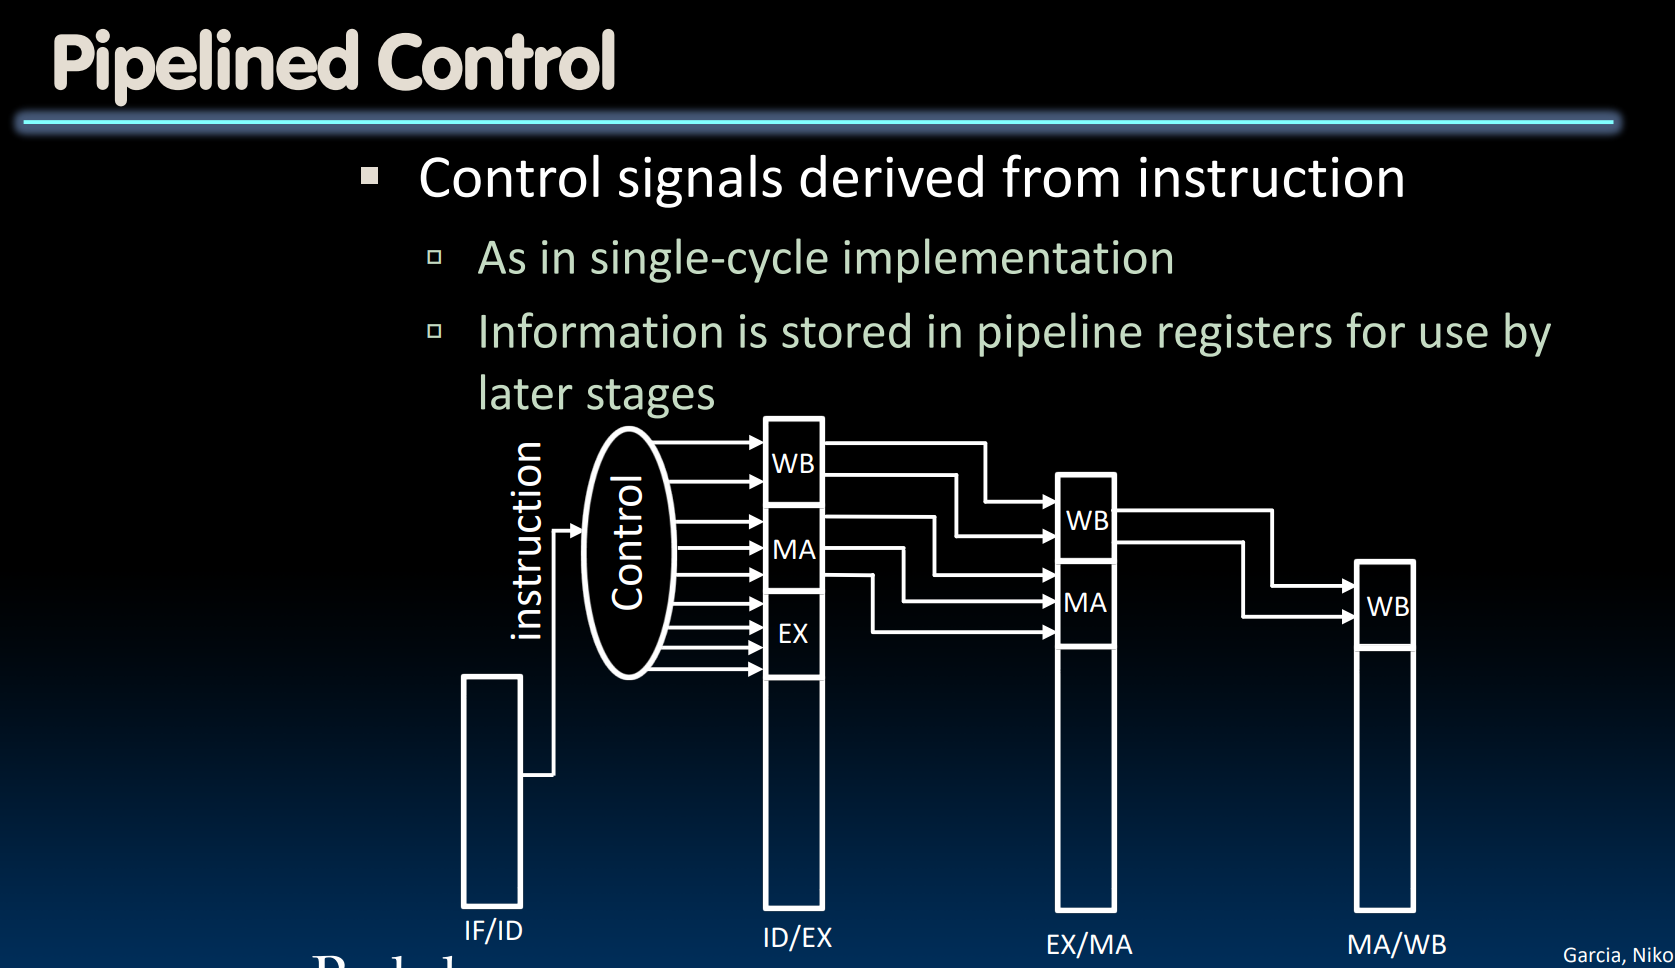 Pipelined Control
Control signals derived from instruction
As in single-cycle implementation
Information is stored in pipeline registers for use by
later stages
instruction
Control
WB
MA
EX
WB
MA
WB
IF/ID
ID/EX
EX/MA
MA/WB
Garcia, Niko